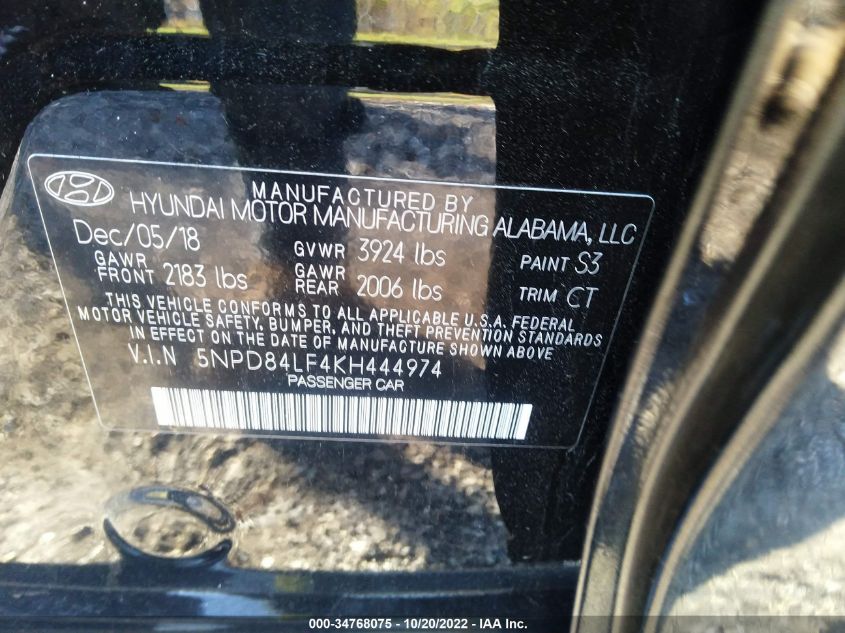 MANUFACTURED BY
HYUNDAI MOTOR MANUFACTURING ALABAMA, LLC
Dec/05/18 GVWR 3924 lbs PAINT S3
GAWR FRONT 2183 lbs GAWR REAR 2006 lbs TRIM CT
THIS VEHICLE CONFORMS TO ALL APPLICABLE U.S.A. FEDERAL
MOTOR VEHICLE SAFETY, BUMPER, AND THEFT PREVENTION STANDARDS
IN EFFECT ON THE DATE OF MANUFACTURE SHOWN ABOVE.
V.I.N 5NPD84LF4KH444974
PASSENGER CAR
000-34768075 - 10/20/2022 - IAA Inc.